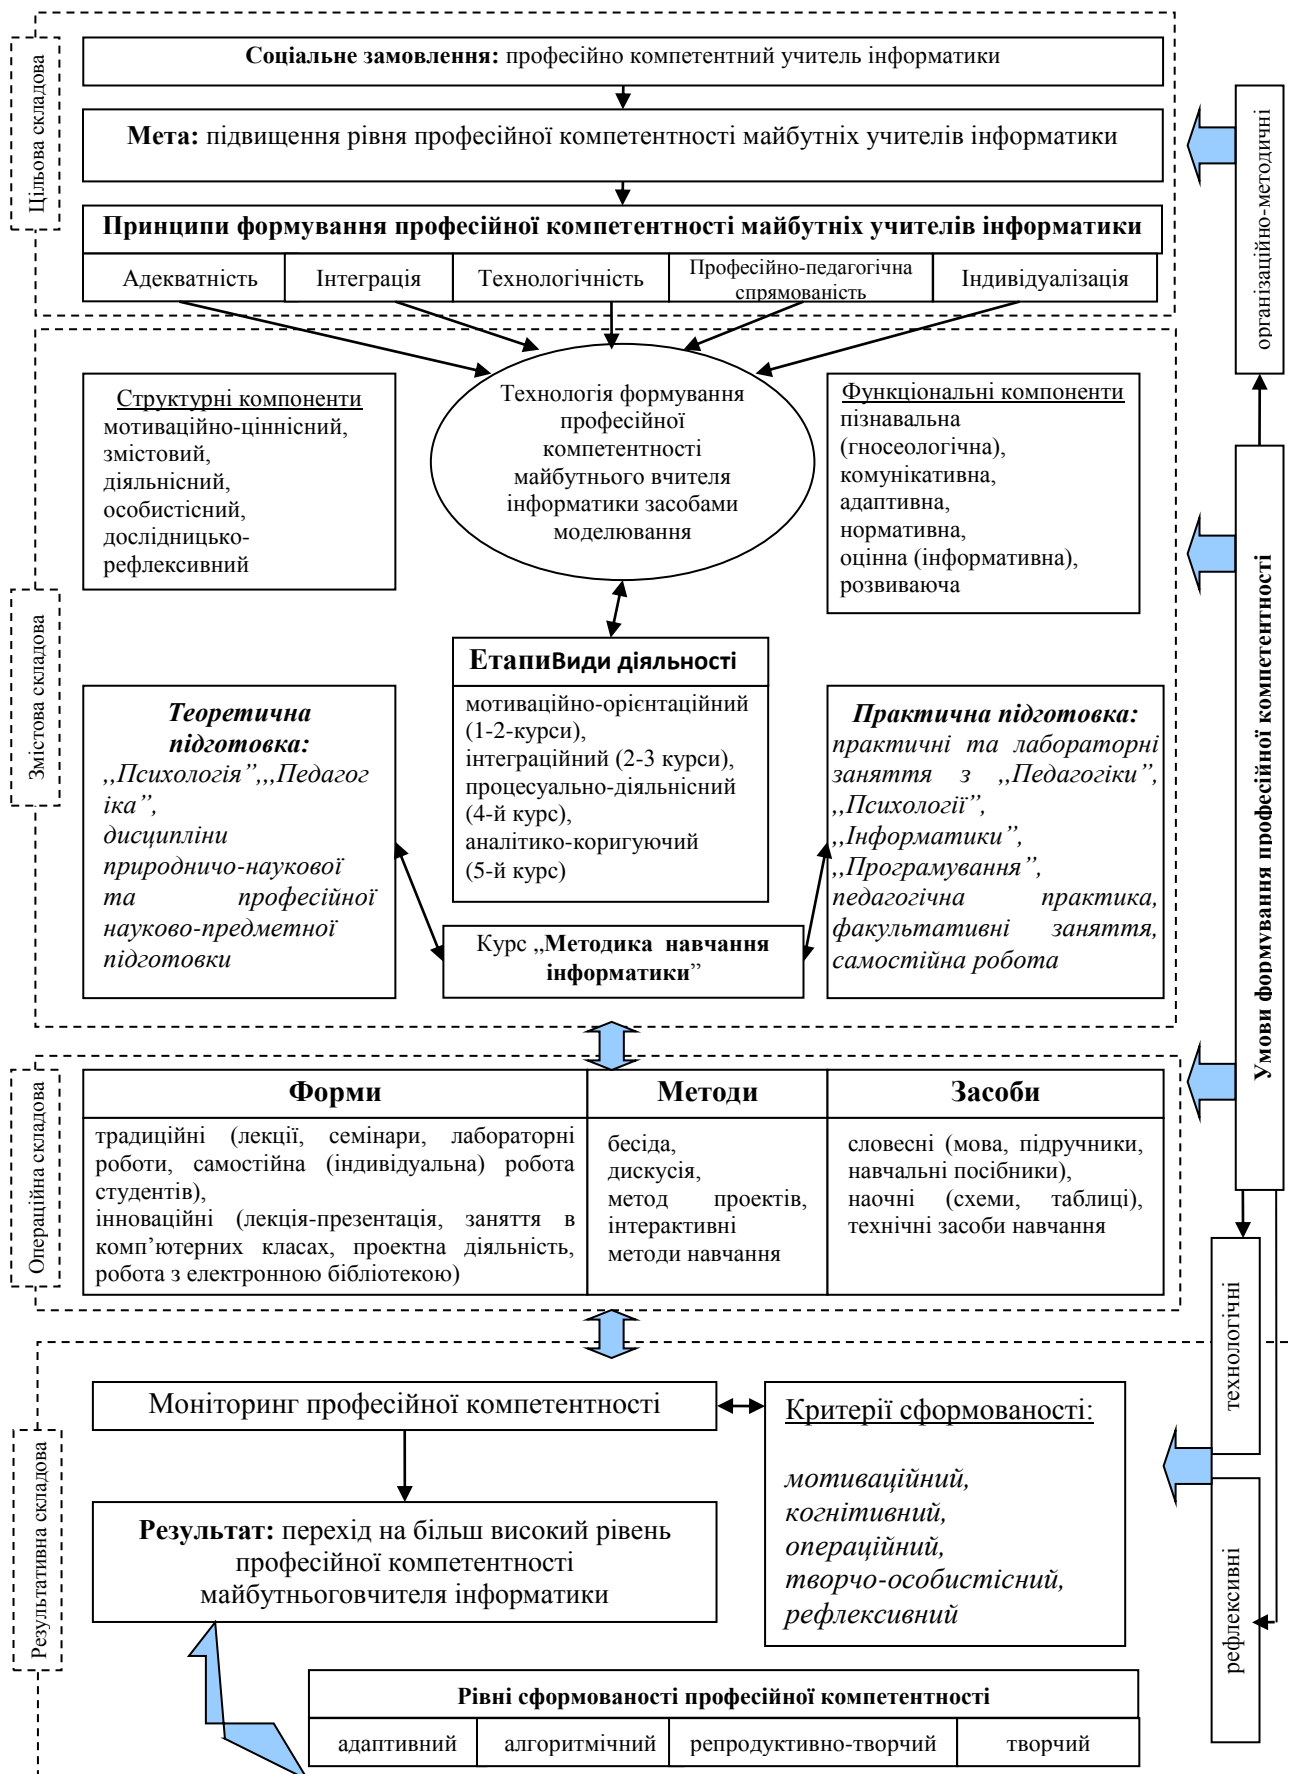 Цільова складова
Соціальне замовлення: професійно компетентний учитель інформатики
Мета: підвищення рівня професійної компетентності майбутніх учителів інформатики
Принципи формування професійної компетентності майбутніх учителів інформатики
Адекватність
Інтеграція
Технологічність
Професійно-педагогічна
спрямованість
Індивідуалізація
організаційно-методичні
Змістова складова
Структурні компоненти
мотиваційно-ціннісний,
змістовий,
діяльнісний,
особистісний,
дослідницько-
рефлексивний
Технологія формування
професійної
компетентності
майбутнього вчителя
інформатики засобами
моделювання
Функціональні компоненти
пізнавальна
(гносеологічна),
комунікативна,
адаптивна,
нормативна,
оцінна (інформативна),
розвиваюча
Умови формування професійної компетентності
ЕтапиВиди діяльності
мотиваційно-орієнтаційний
(1-2-курси),
інтеграційний (2-3 курси),
процесуально-діяльнісний
(4-й курс),
аналітико-коригуючий
(5-й курс)
Теоретична
підготовка:
,,Психологія”,,,Педагог
іка”,
дисципліни
природничо-наукової
та професійної
науково-предметної
підготовки
Практична підготовка:
практичні та лабораторні
заняття з ,,Педагогіки”,
,,Психології”,
,,Інформатики”,
,,Програмування”,
педагогічна практика,
факультативні заняття,
самостійна робота
Курс „Методика навчання
інформатики”
Операційна складова
Форми
традиційні (лекції, семінари, лабораторні
роботи, самостійна (індивідуальна) робота
студентів),
інноваційні (лекція-презентація, заняття в
комп’ютерних класах, проектна діяльність,
робота з електронною бібліотекою)
Методи
бесіда,
дискусія,
метод проектів,
інтерактивні
методи навчання
Засоби
словесні (мова, підручники,
навчальні посібники),
наочні (схеми, таблиці),
технічні засоби навчання
технологічні
Результативна складова
Моніторинг професійної компетентності
Критерії сформованості:
мотиваційний,
когнітивний,
операційний,
творчо-особистісний,
рефлексивний
Результат: перехід на більш високий рівень
професійної компетентності
майбутньоговчителя інформатики
рефлексивні
Рівні сформованості професійної компетентності
адаптивний
алгоритмічний
репродуктивно-творчий
творчий